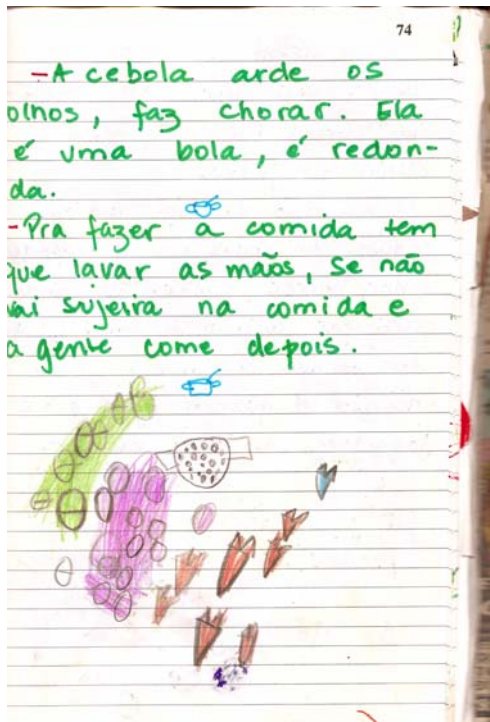 74
-A cebola arde os
olhos, faz chorar. Ela
é uma bola, é redon-
da.
-Pra fazer a comida tem
que lavar as mãos, se não
vai sujeira na comida e
a gente come depois.